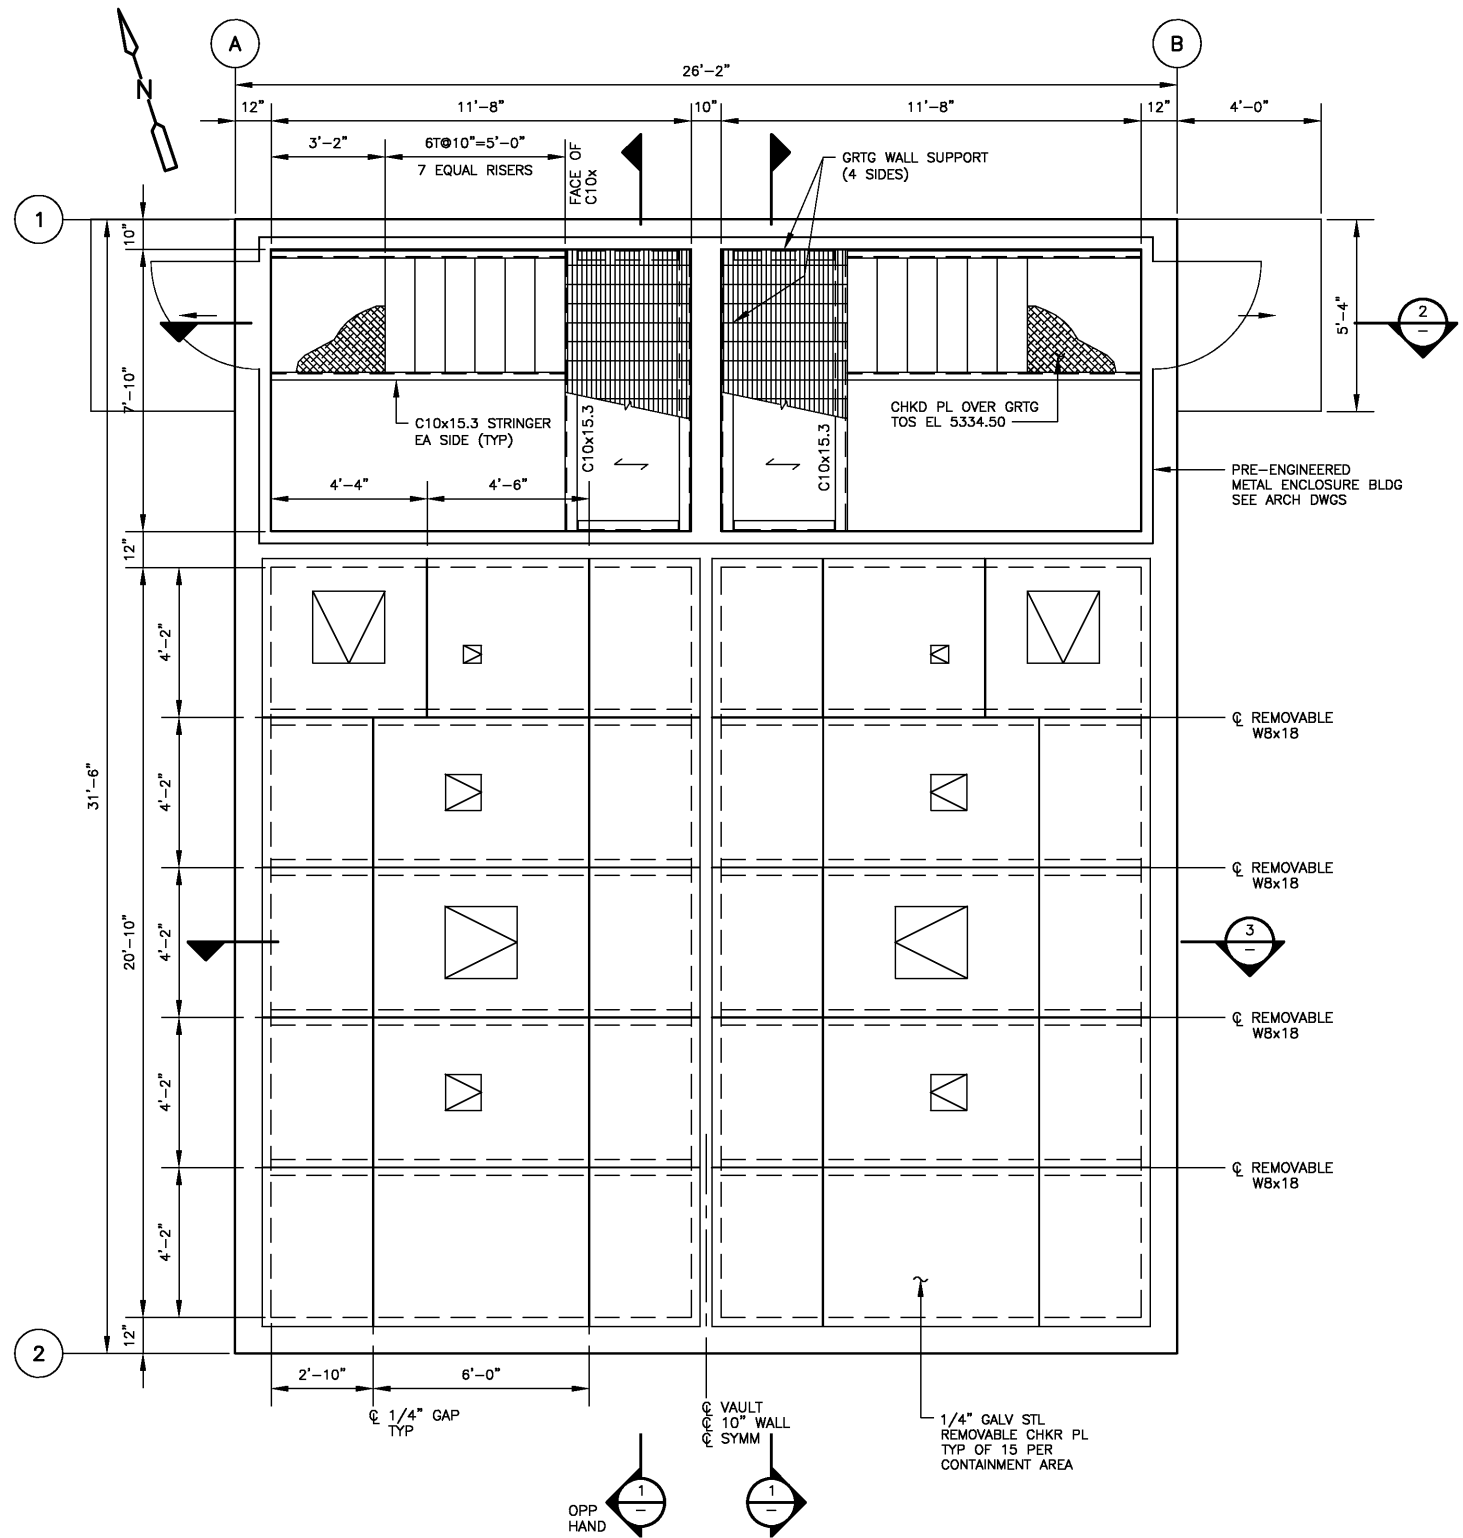 A
B
N
26'-2"
12"
11'-8"
10"
11'-8"
12"
4'-0"
3'-2"
6T@10"=5'-0"
7 EQUAL RISERS
FACE OF
C10x
GRTG WALL SUPPORT
(4 SIDES)
1
10"
7'-10"
5'-4"
2
–
C10x15.3 STRINGER
EA SIDE (TYP)
C10x15.3
C10x15.3
CHKD PL OVER GRTG
TOS EL 5334.50
PRE-ENGINEERED
METAL ENCLOSURE BLDG
SEE ARCH DWGS
4'-4"
4'-6"
12"
4'-2"
℄ REMOVABLE
W8x18
31'-6"
4'-2"
℄ REMOVABLE
W8x18
20'-10"
4'-2"
3
–
℄ REMOVABLE
W8x18
4'-2"
℄ REMOVABLE
W8x18
4'-2"
12"
2
2'-10"
6'-0"
℄ 1/4" GAP
TYP
℄ VAULT
℄ 10" WALL
℄ SYMM
1/4" GALV STL
REMOVABLE CHKR PL
TYP OF 15 PER
CONTAINMENT AREA
OPP
HAND
1
–
1
–